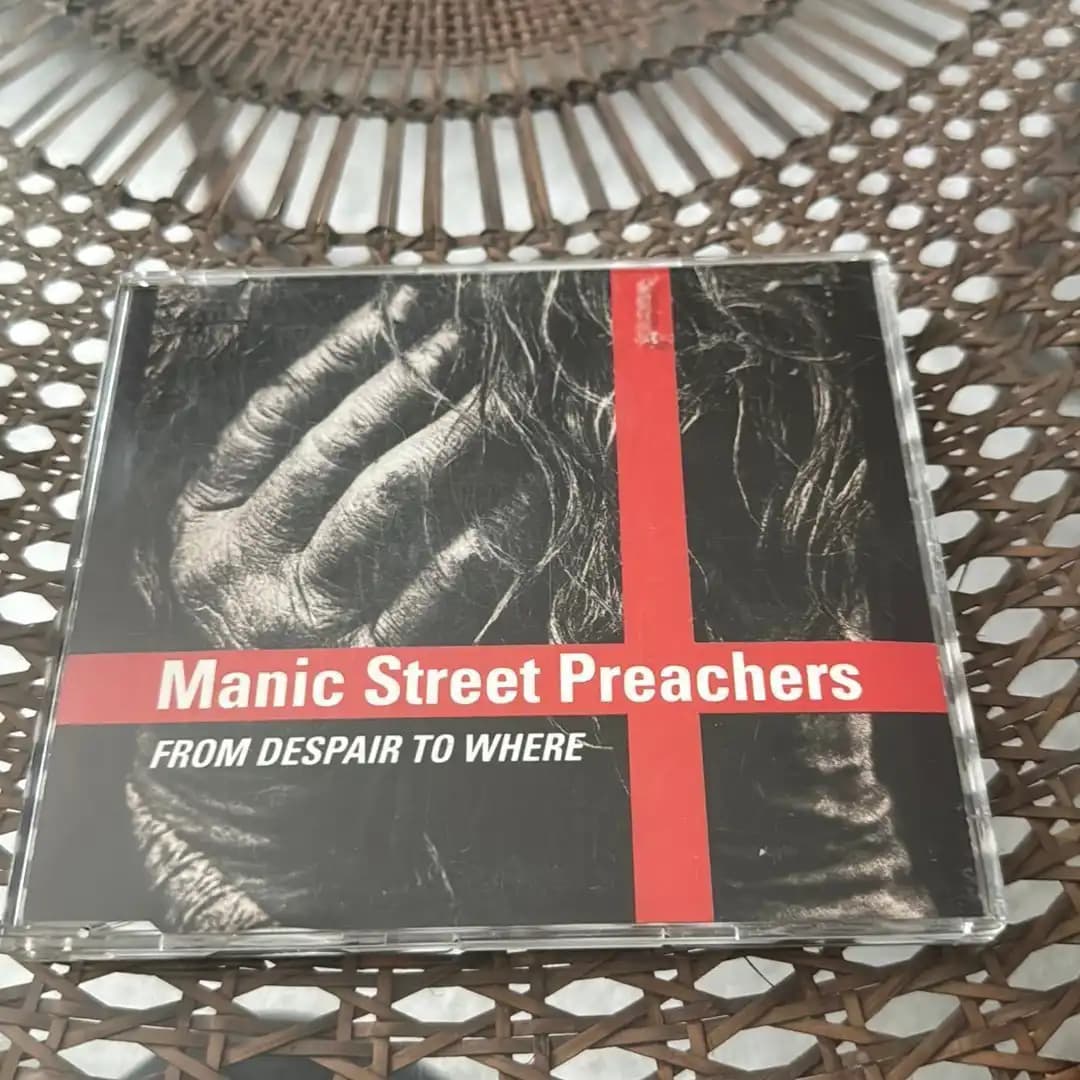 Manic Street Preachers
FROM DESPAIR TO WHERE